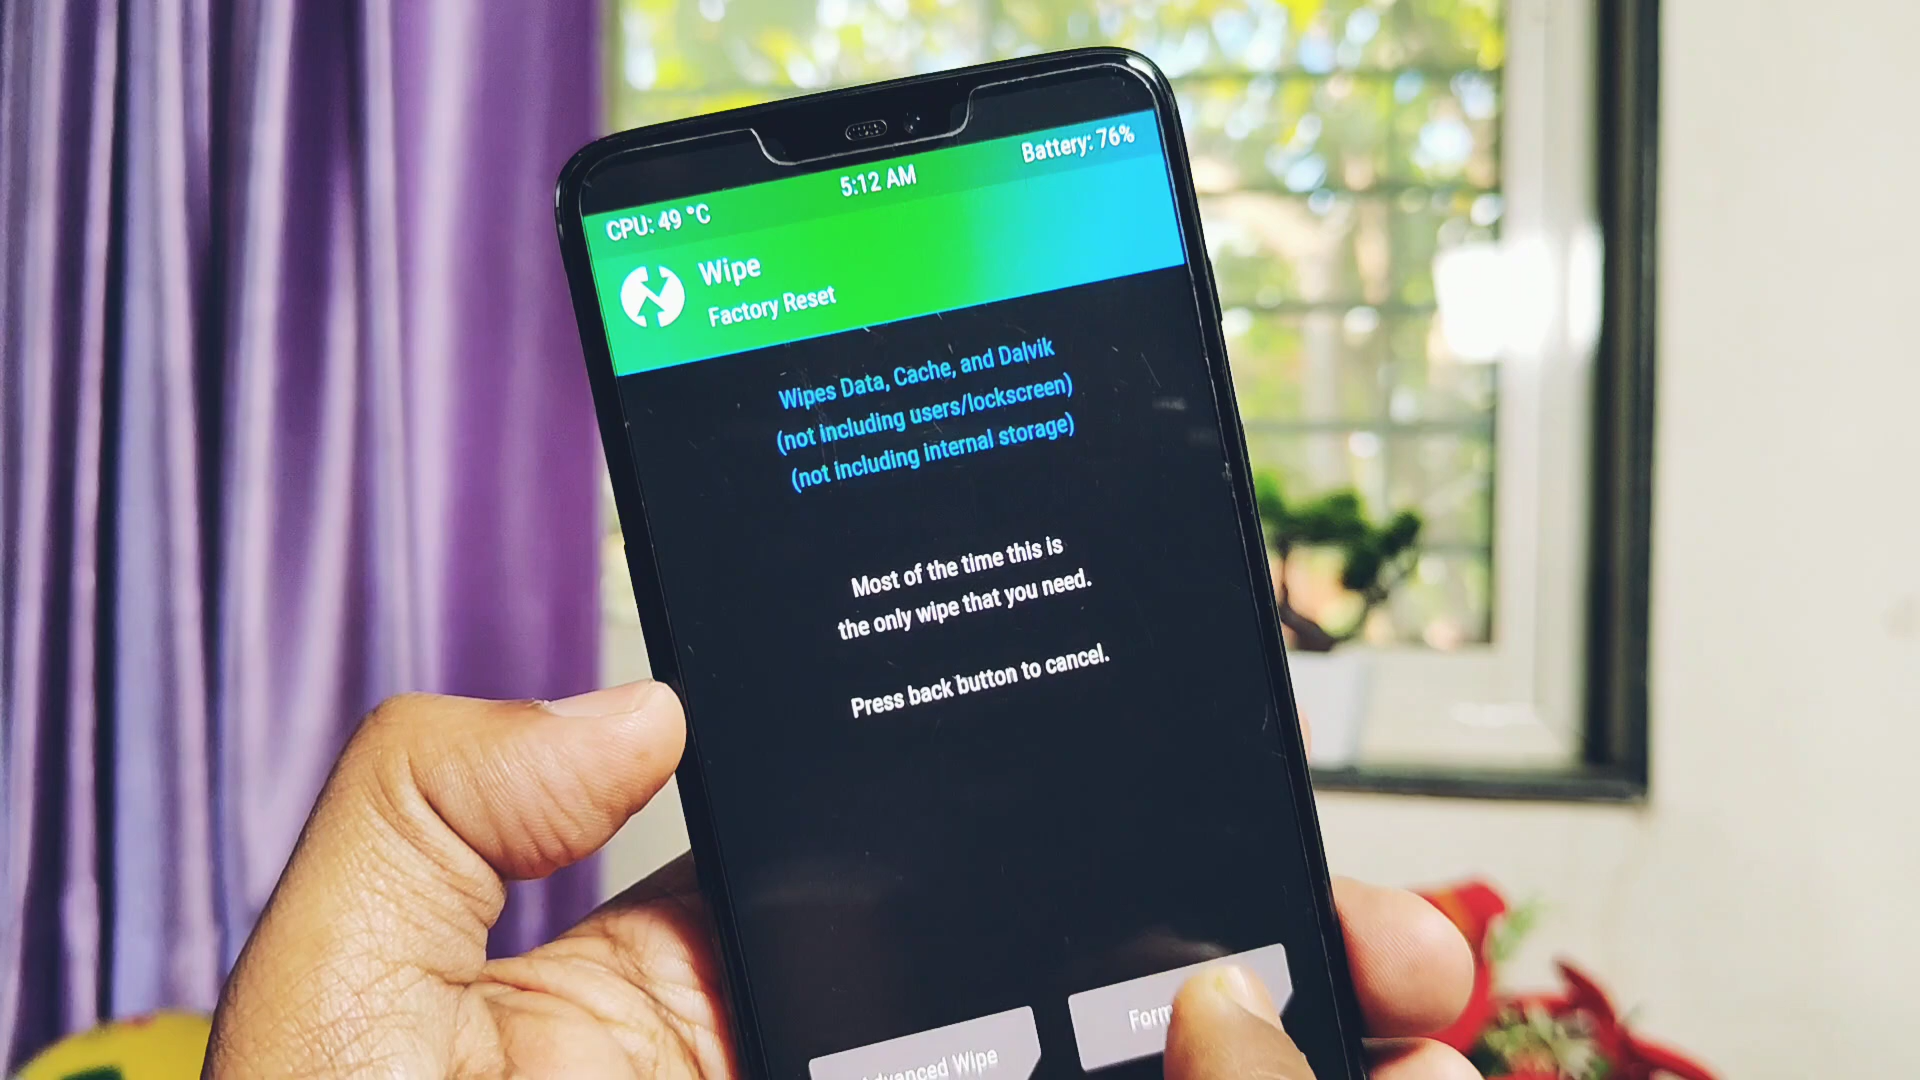 CPU: 49 °C
5:12 AM
Battery: 76%
Wipe
Factory Reset
Wipes Data, Cache, and Dalvik
(not including users/lockscreen)
(not including internal storage)
Most of the time this is
the only wipe that you need.
Press back button to cancel.
Advanced Wipe